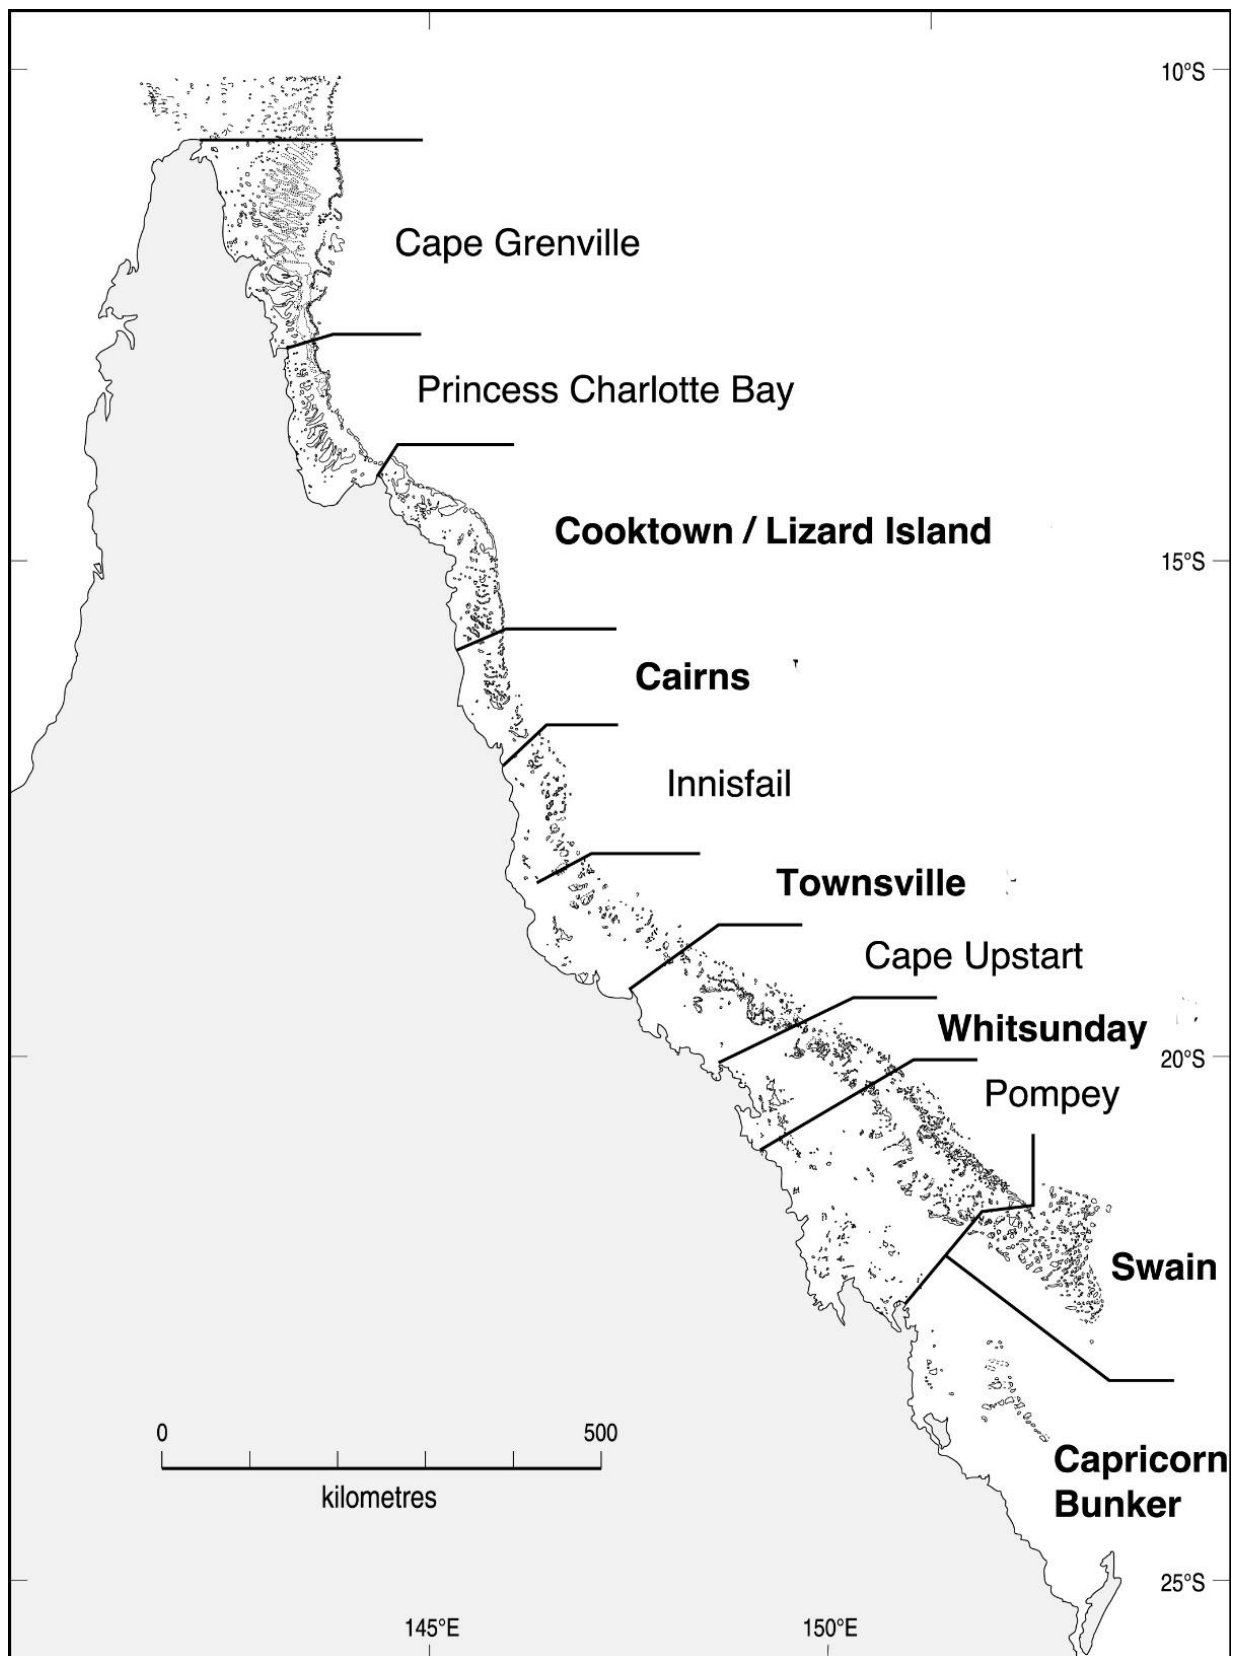 10°S
Cape Grenville
Princess Charlotte Bay
Cooktown / Lizard Island
15°S
Cairns
Innisfail
Townsville
Cape Upstart
Whitsunday
20°S
Pompey
Swain
0 500
kilometres
Capricorn
Bunker
25°S
145°E 150°E